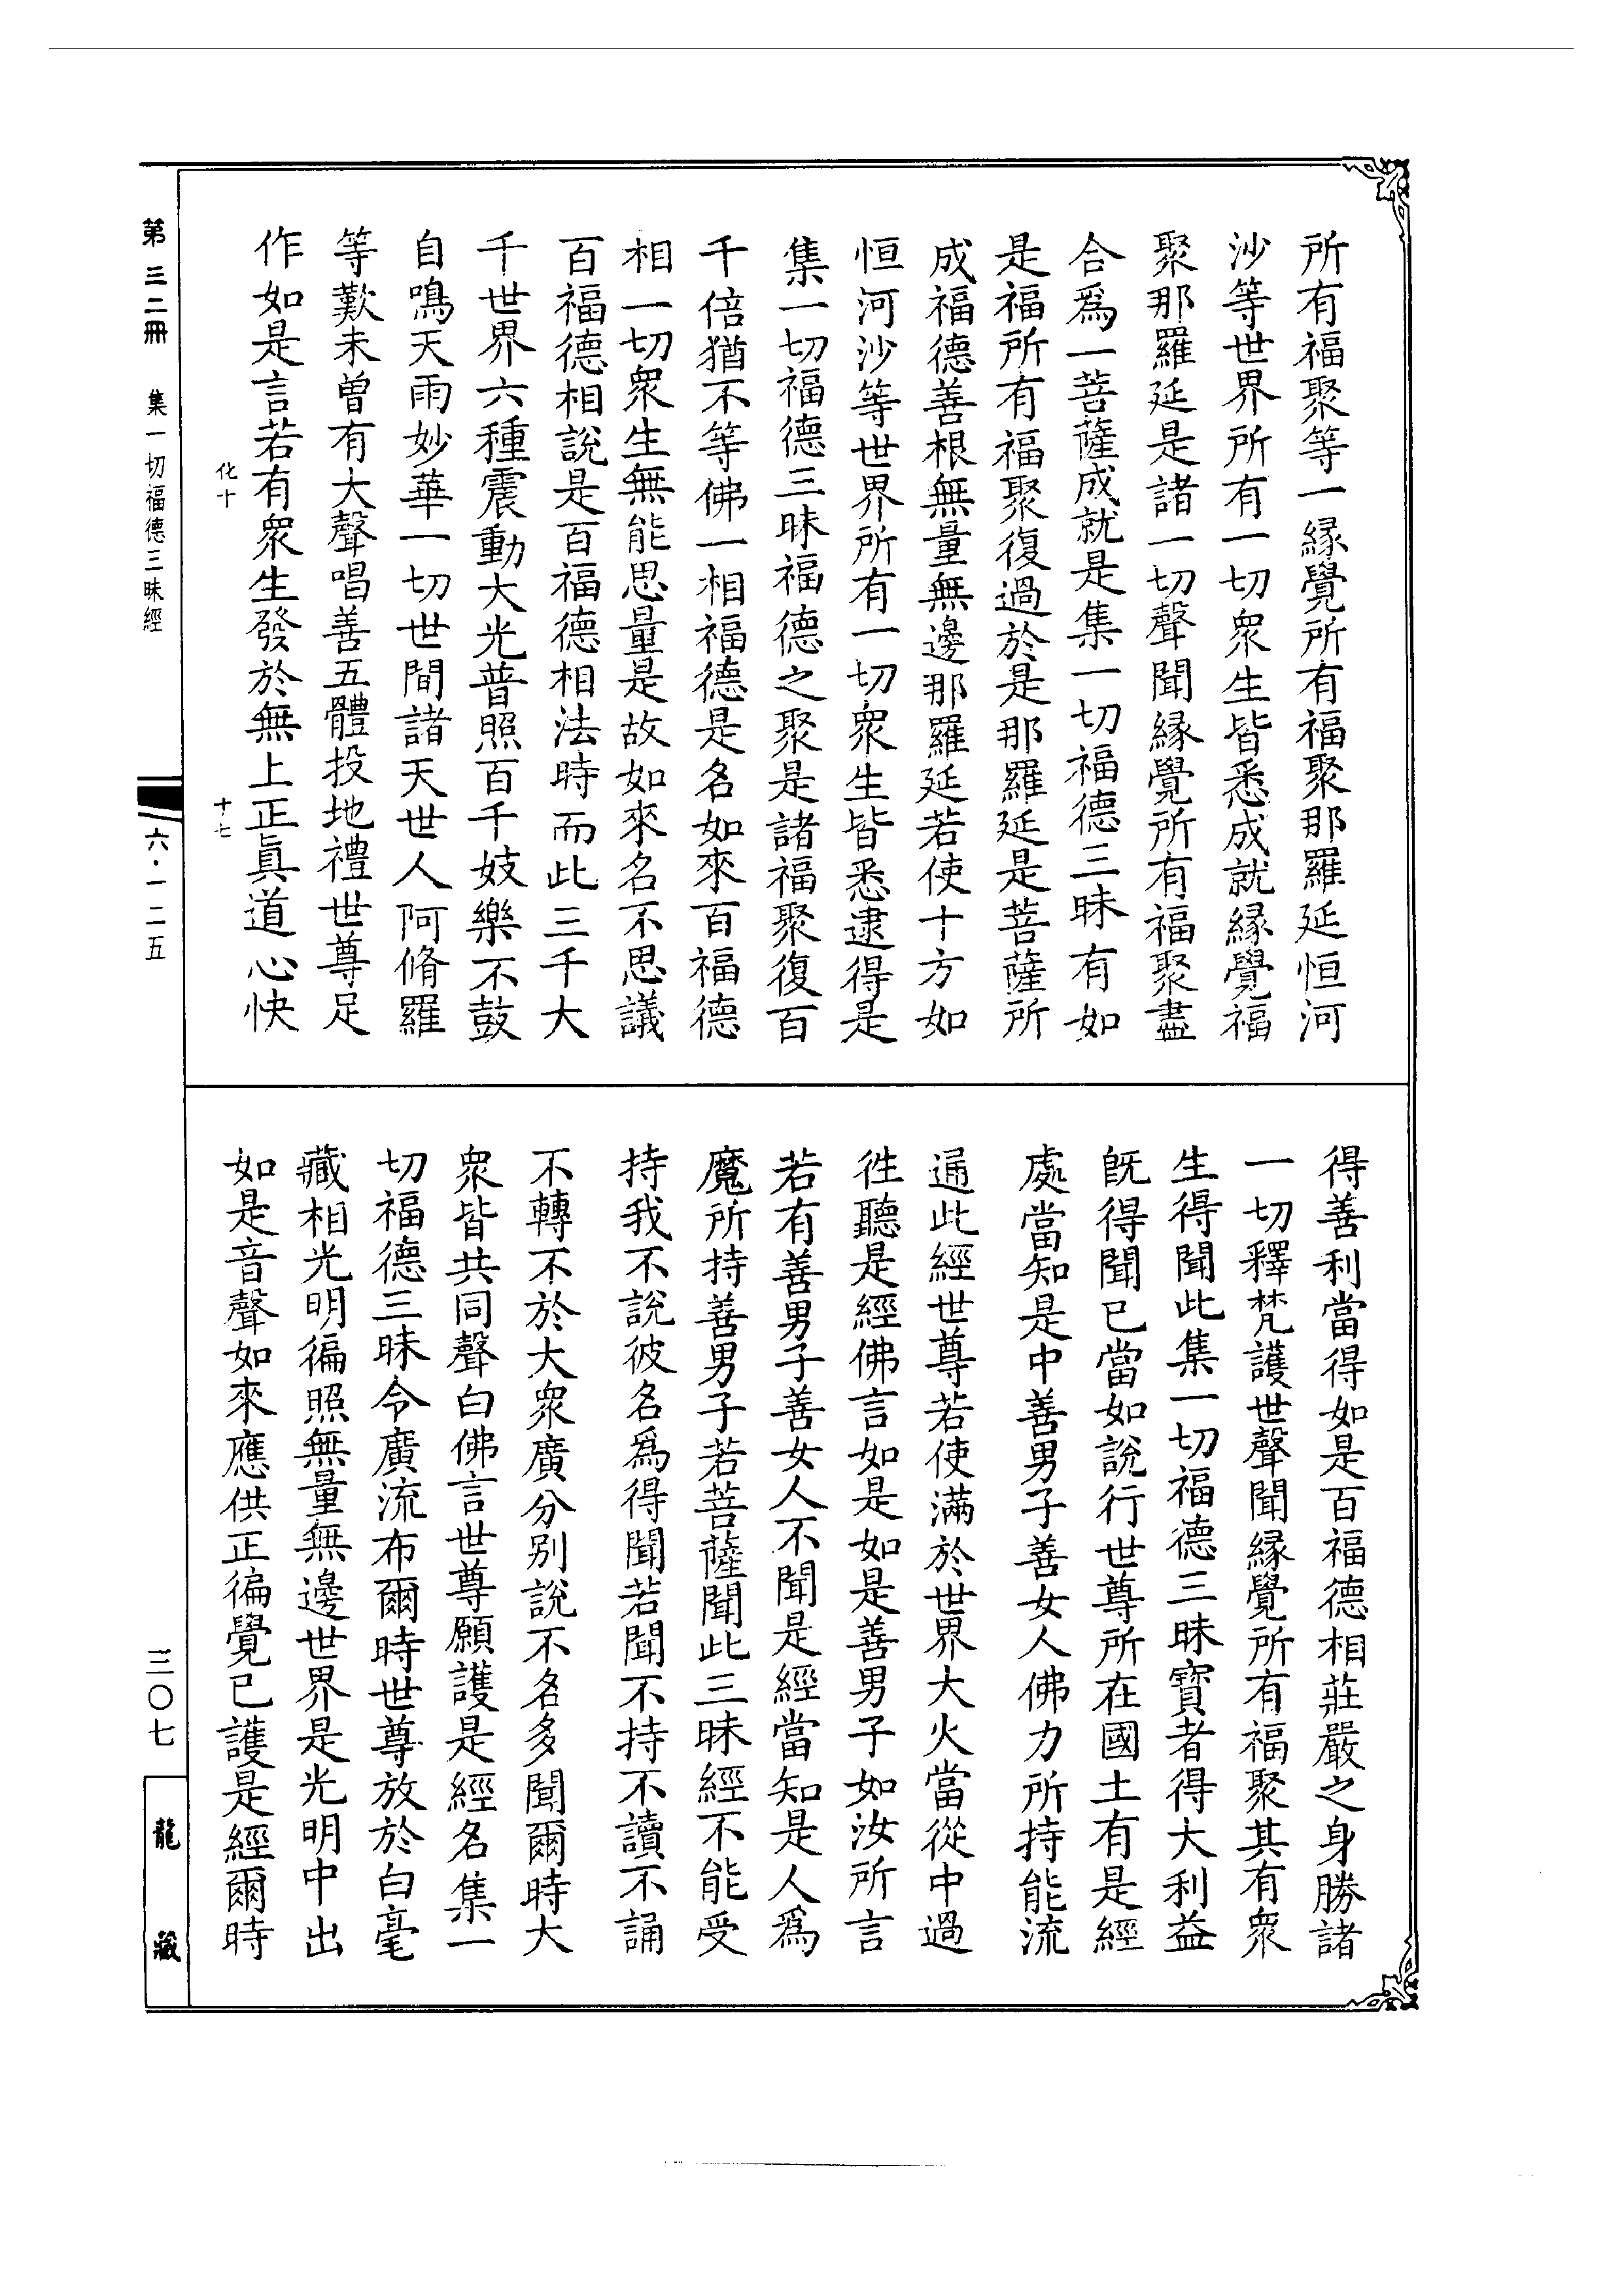 所有福聚等一緣覺所有福聚那羅延恒河
沙等世界所有一切眾生皆悉成就緣覺福
聚那羅延是諸一切聲聞緣覺所有福聚盡
合為一菩薩成就是集一切福德三昧有如
是福所有福聚復過於是那羅延是菩薩所
成福德善根無量無邊那羅延若使十方如
恒河沙等世界所有一切眾生皆悉逮得是
集一切福德三昧福德之聚是諸福聚復百
千倍猶不等佛一相福德是名如來百福德
相一切眾生無能思量是故如來名不思議
百福德相說是百福德相法時而此三千大
千世界六種震動大光普照百千妓樂不鼓
自鳴天雨妙華一切世間諸天世人阿脩羅
等歎未曾有大聲唱善五體投地禮世尊足
作如是言若有眾生發於無上正真道心快
化十
十七
得善利當得如是百福德相莊嚴之身勝諸
一切釋梵護世聲聞緣覺所有福聚其有眾
生得聞此集一切福德三昧寶者得大利益
既得聞已當如說行世尊所在國土有是經
處當知是中善男子善女人佛力所持能流
通此經世尊若使滿於世界大火當從中過
徃聽是經佛言如是如是善男子如汝所言
若有善男子善女人不聞是經當知是人為
魔所持善男子若菩薩聞此三昧經不能受
持我不說彼名為得聞若聞不持不讀不誦
不轉不於大眾廣分別說不名多聞爾時大
眾皆共同聲白佛言世尊願護是經名集一
切福德三昧令廣流布爾時世尊放於白毫
藏相光明徧照無量無邊世界是光明中出
如是音聲如來應供正徧覺已護是經爾時
第三二冊
集一切福德三昧經
六·一二五
三〇七
龍藏